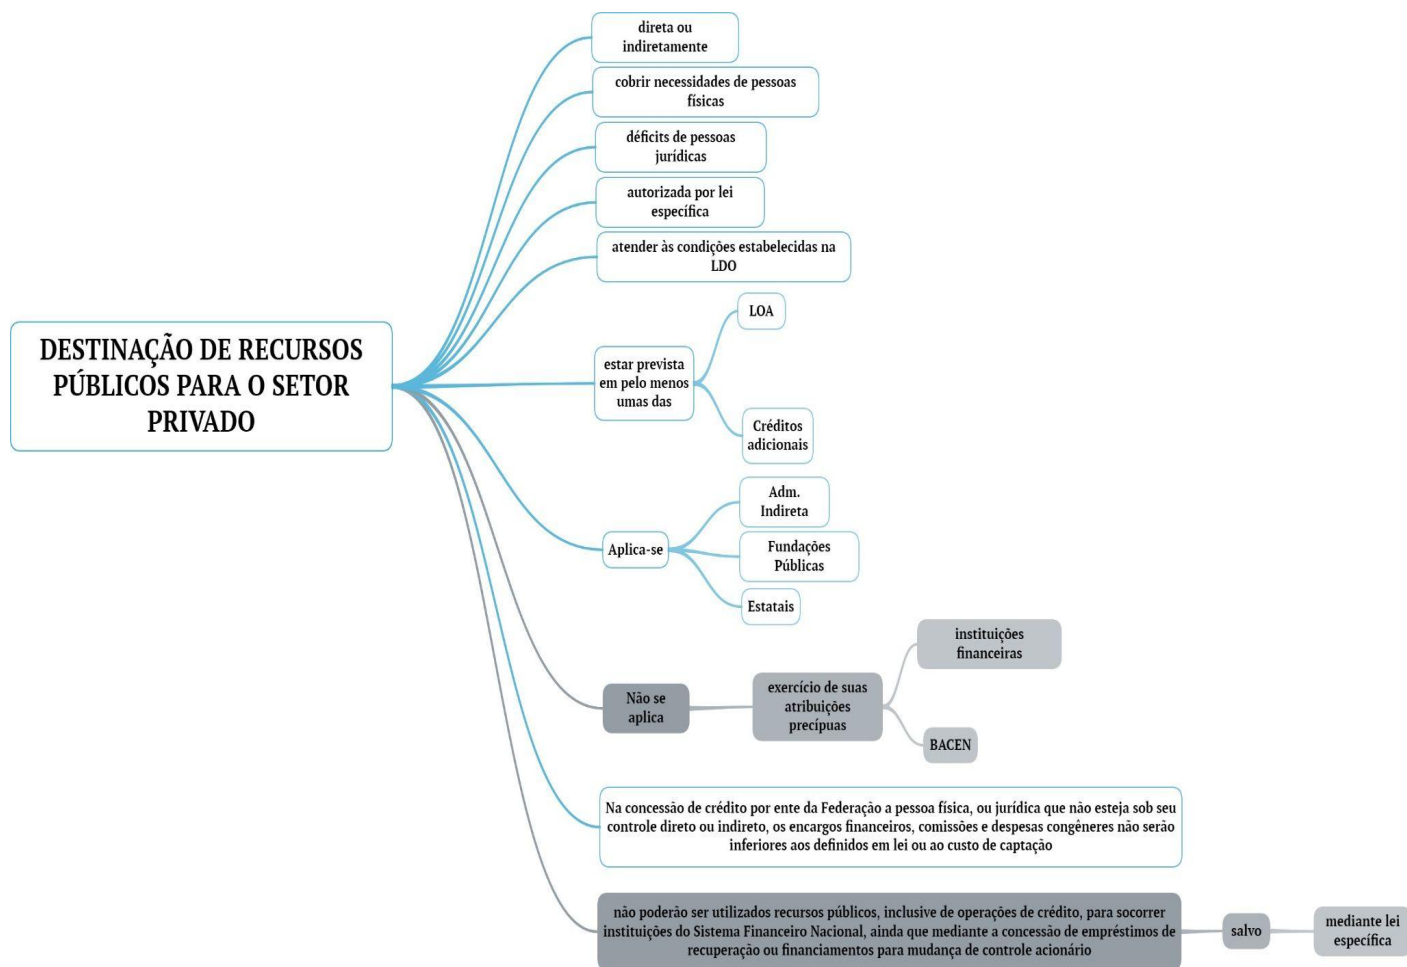 direta ou
indiretamente
cobrir necessidades de pessoas
físicas
déficits de pessoas
jurídicas
autorizada por lei
específica
atender às condições estabelecidas na
LDO
DESTINAÇÃO DE RECURSOS
PÚBLICOS PARA O SETOR
PRIVADO
estar prevista
em pelo menos
umas das
LOA
Créditos
adicionais
Aplica-se
Adm.
Indireta
Fundações
Públicas
Estatais
Não se
aplica
exercício de suas
atribuições
precípuas
instituições
financeiras
BACEN
Na concessão de crédito por ente da Federação a pessoa física, ou jurídica que não esteja sob seu
controle direto ou indireto, os encargos financeiros, comissões e despesas congêneres não serão
inferiores aos definidos em lei ou ao custo de captação
não poderão ser utilizados recursos públicos, inclusive de operações de crédito, para socorrer
instituições do Sistema Financeiro Nacional, ainda que mediante a concessão de empréstimos de
recuperação ou financiamentos para mudança de controle acionário
salvo
mediante lei
específica